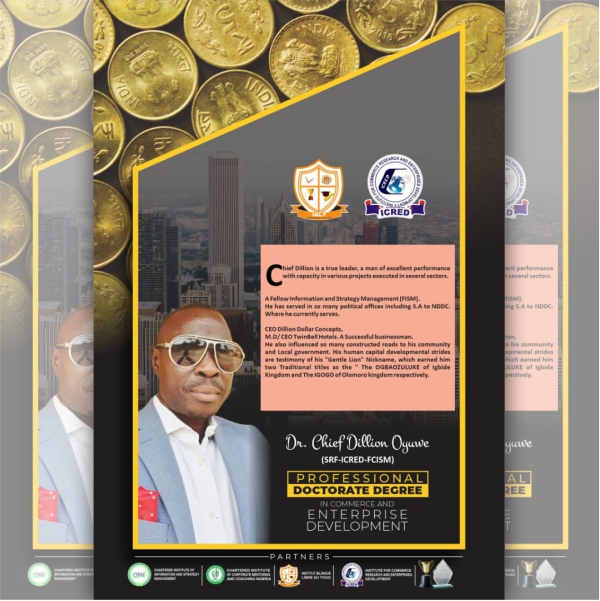 ICRED
Chief Dillion is a true leader, a man of excellent performance
with capacity in various projects executed in several sectors.
A Fellow Information and Strategy Management (FISM).
He has served in so many political offices including S.A to NDDC.
Where he currently serves.
CEO Dillion Dollar Concepts,
M.D/ CEO TwinBell Hotels. A Successful businessman.
He also influenced so many constructed roads to his community
and Local government. His human capital developmental strides
are testimony of his "Gentle Lion" Nickname, which earned him
two Traditional titles as the " The OGBAOZULUKE of Igbide
Kingdom and The IGOGO of Olomoro kingdom respectively.
Dr. Chief Dillion Oyuwe
(SRF-ICRED-FCISM)
PROFESSIONAL
DOCTORATE DEGREE
IN COMMERCE AND
ENTERPRISE
DEVELOPMENT
PARTNERS
CHARTERED INSTITUTE OF
INFORMATION AND STRATEGY
MANAGEMENT
CHARTERED INSTITUTE
OF CORPORATE MENTORING
AND COACHING NIGERIA
INSTITUT BILINGUE
LIBRE DU TOGO
INSTITUTE FOR COMMERCE
RESEARCH AND ENTERPRISES
DEVELOPMENT